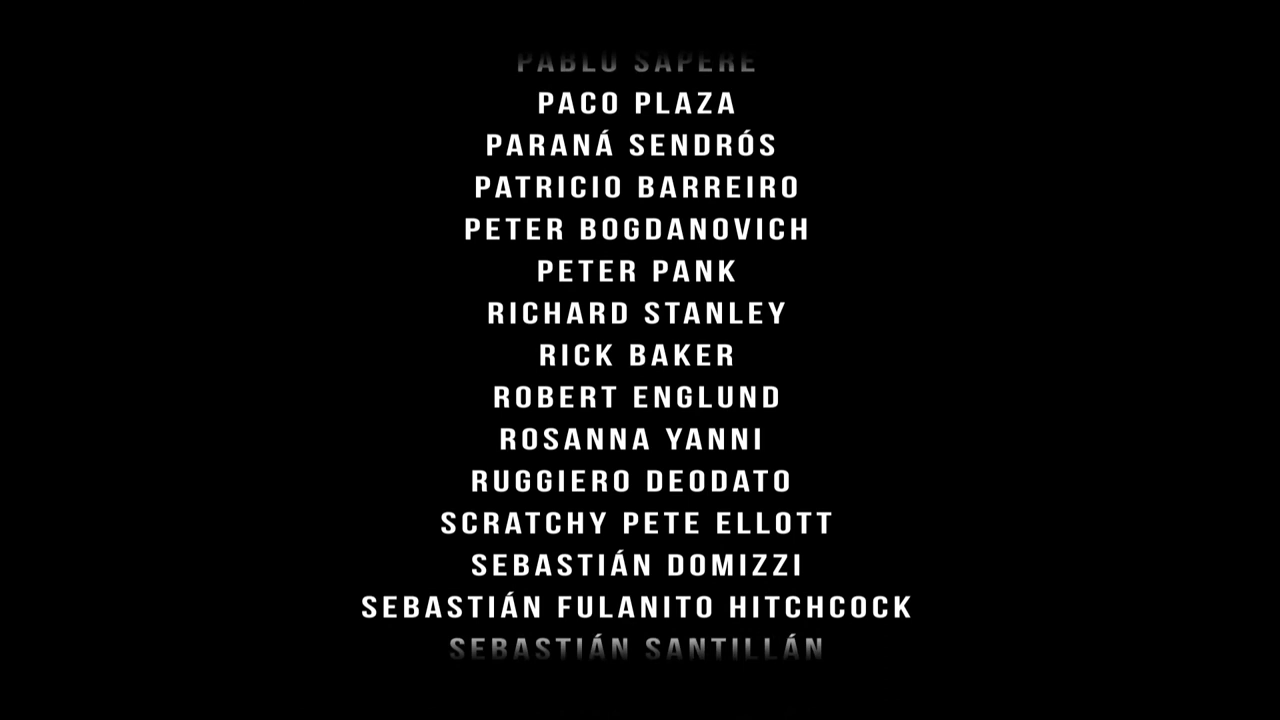 PABLO SAPERE
PACO PLAZA
PARANÁ SENDRÓS
PATRICIO BARREIRO
PETER BOGDANOVICH
PETER PANK
RICHARD STANLEY
RICK BAKER
ROBERT ENGLUND
ROSANNA YANNI
RUGGIERO DEODATO
SCRATCHY PETE ELLOTT
SEBASTIÁN DOMIZZI
SEBASTIÁN FULANITO HITCHCOCK
SEBASTIÁN SANTILLÁN